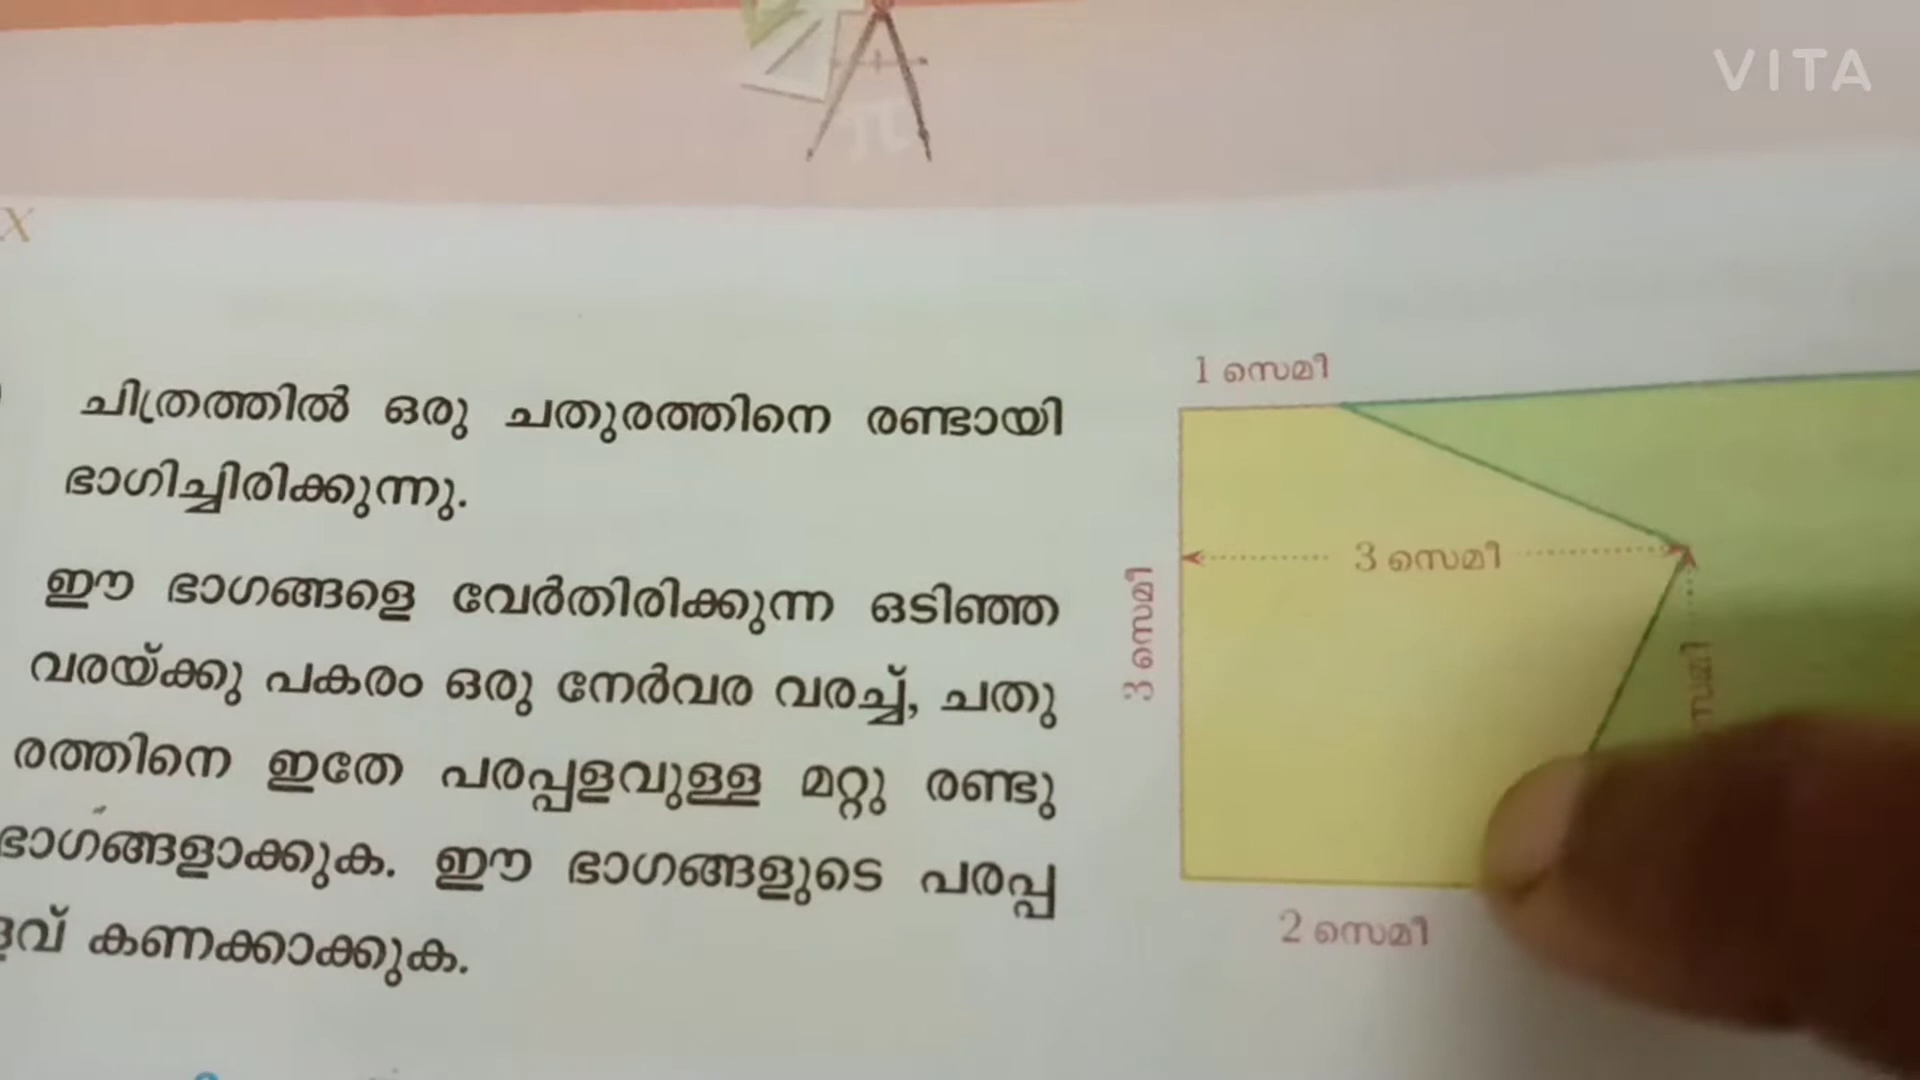 VITA
π
X
ചിത്രത്തിൽ ഒരു ചതുരത്തിനെ രണ്ടായി
ഭാഗിച്ചിരിക്കുന്നു.
ഈ ഭാഗങ്ങളെ വേർതിരിക്കുന്ന ഒടിഞ്ഞ
വരയ്ക്കു പകരം ഒരു നേർവര വരച്ച്, ചതു
രത്തിനെ ഇതേ പരപ്പളവുള്ള മറ്റു രണ്ടു
ഭാഗങ്ങളാക്കുക. ഈ ഭാഗങ്ങളുടെ പരപ്പ
ളവ് കണക്കാക്കുക.
1 സെമീ
3 സെമീ
3 സെമീ
2 സെമീ